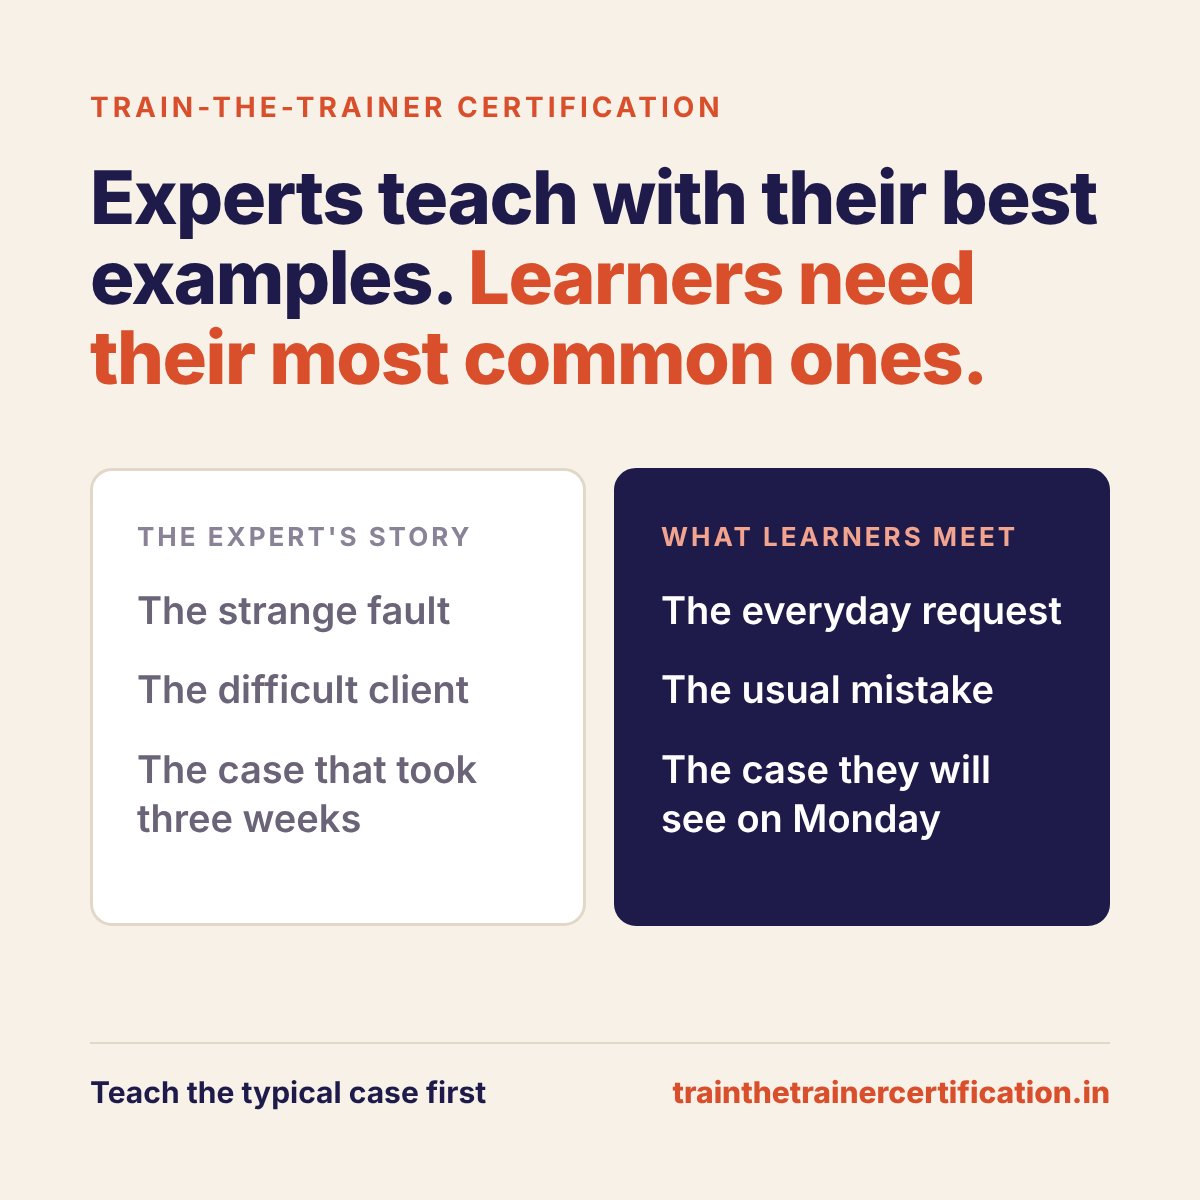 TRAIN-THE-TRAINER CERTIFICATION
Experts teach with their best
examples. Learners need
their most common ones.
THE EXPERT'S STORY
The strange fault
The difficult client
The case that took
three weeks
WHAT LEARNERS MEET
The everyday request
The usual mistake
The case they will
see on Monday
Teach the typical case first
trainthetrainercertification.in